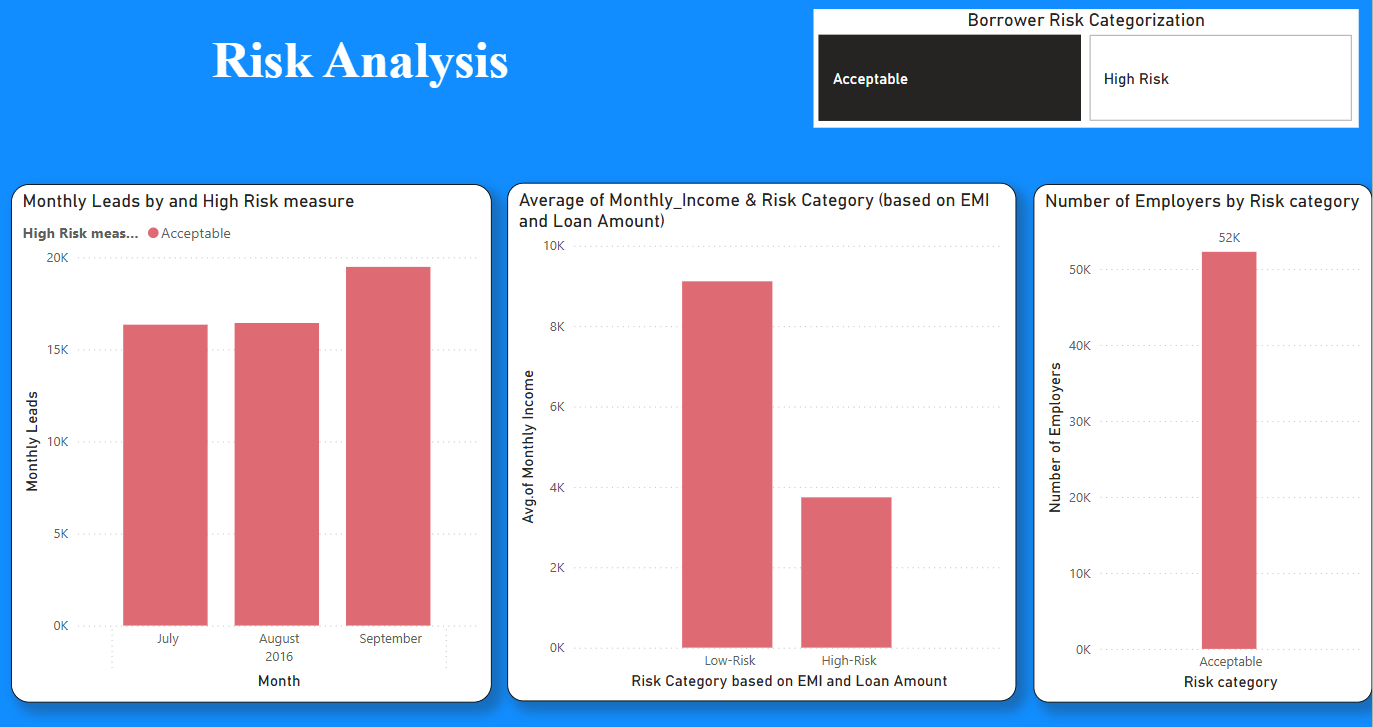 Risk Analysis
Borrower Risk Categorization
Acceptable
High Risk
Monthly Leads by and High Risk measure
High Risk meas... Acceptable
20K
15K
10K
5K
0K
Monthly Leads
July
August
September
2016
Month
Average of Monthly_Income & Risk Category (based on EMI
and Loan Amount)
10K
8K
6K
4K
2K
0K
Avg.of Monthly Income
Low-Risk
High-Risk
Risk Category based on EMI and Loan Amount
Number of Employers by Risk category
52K
50K
40K
30K
20K
10K
0K
Number of Employers
Acceptable
Risk category